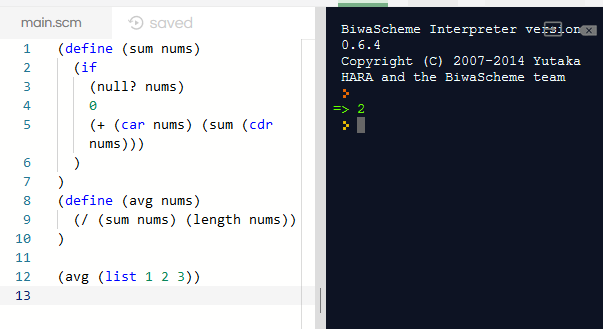 main.scm saved
1 (define (sum nums)
2 (if
3 (null? nums)
4 0
5 (+ (car nums) (sum (cdr
nums)))
6 )
7 )
8 (define (avg nums)
9 (/ (sum nums) (length nums))
10 )
11
12 (avg (list 1 2 3))
13
BiwaScheme Interpreter version
0.6.4
Copyright (C) 2007-2014 Yutaka
HARA and the BiwaScheme team
=> 2